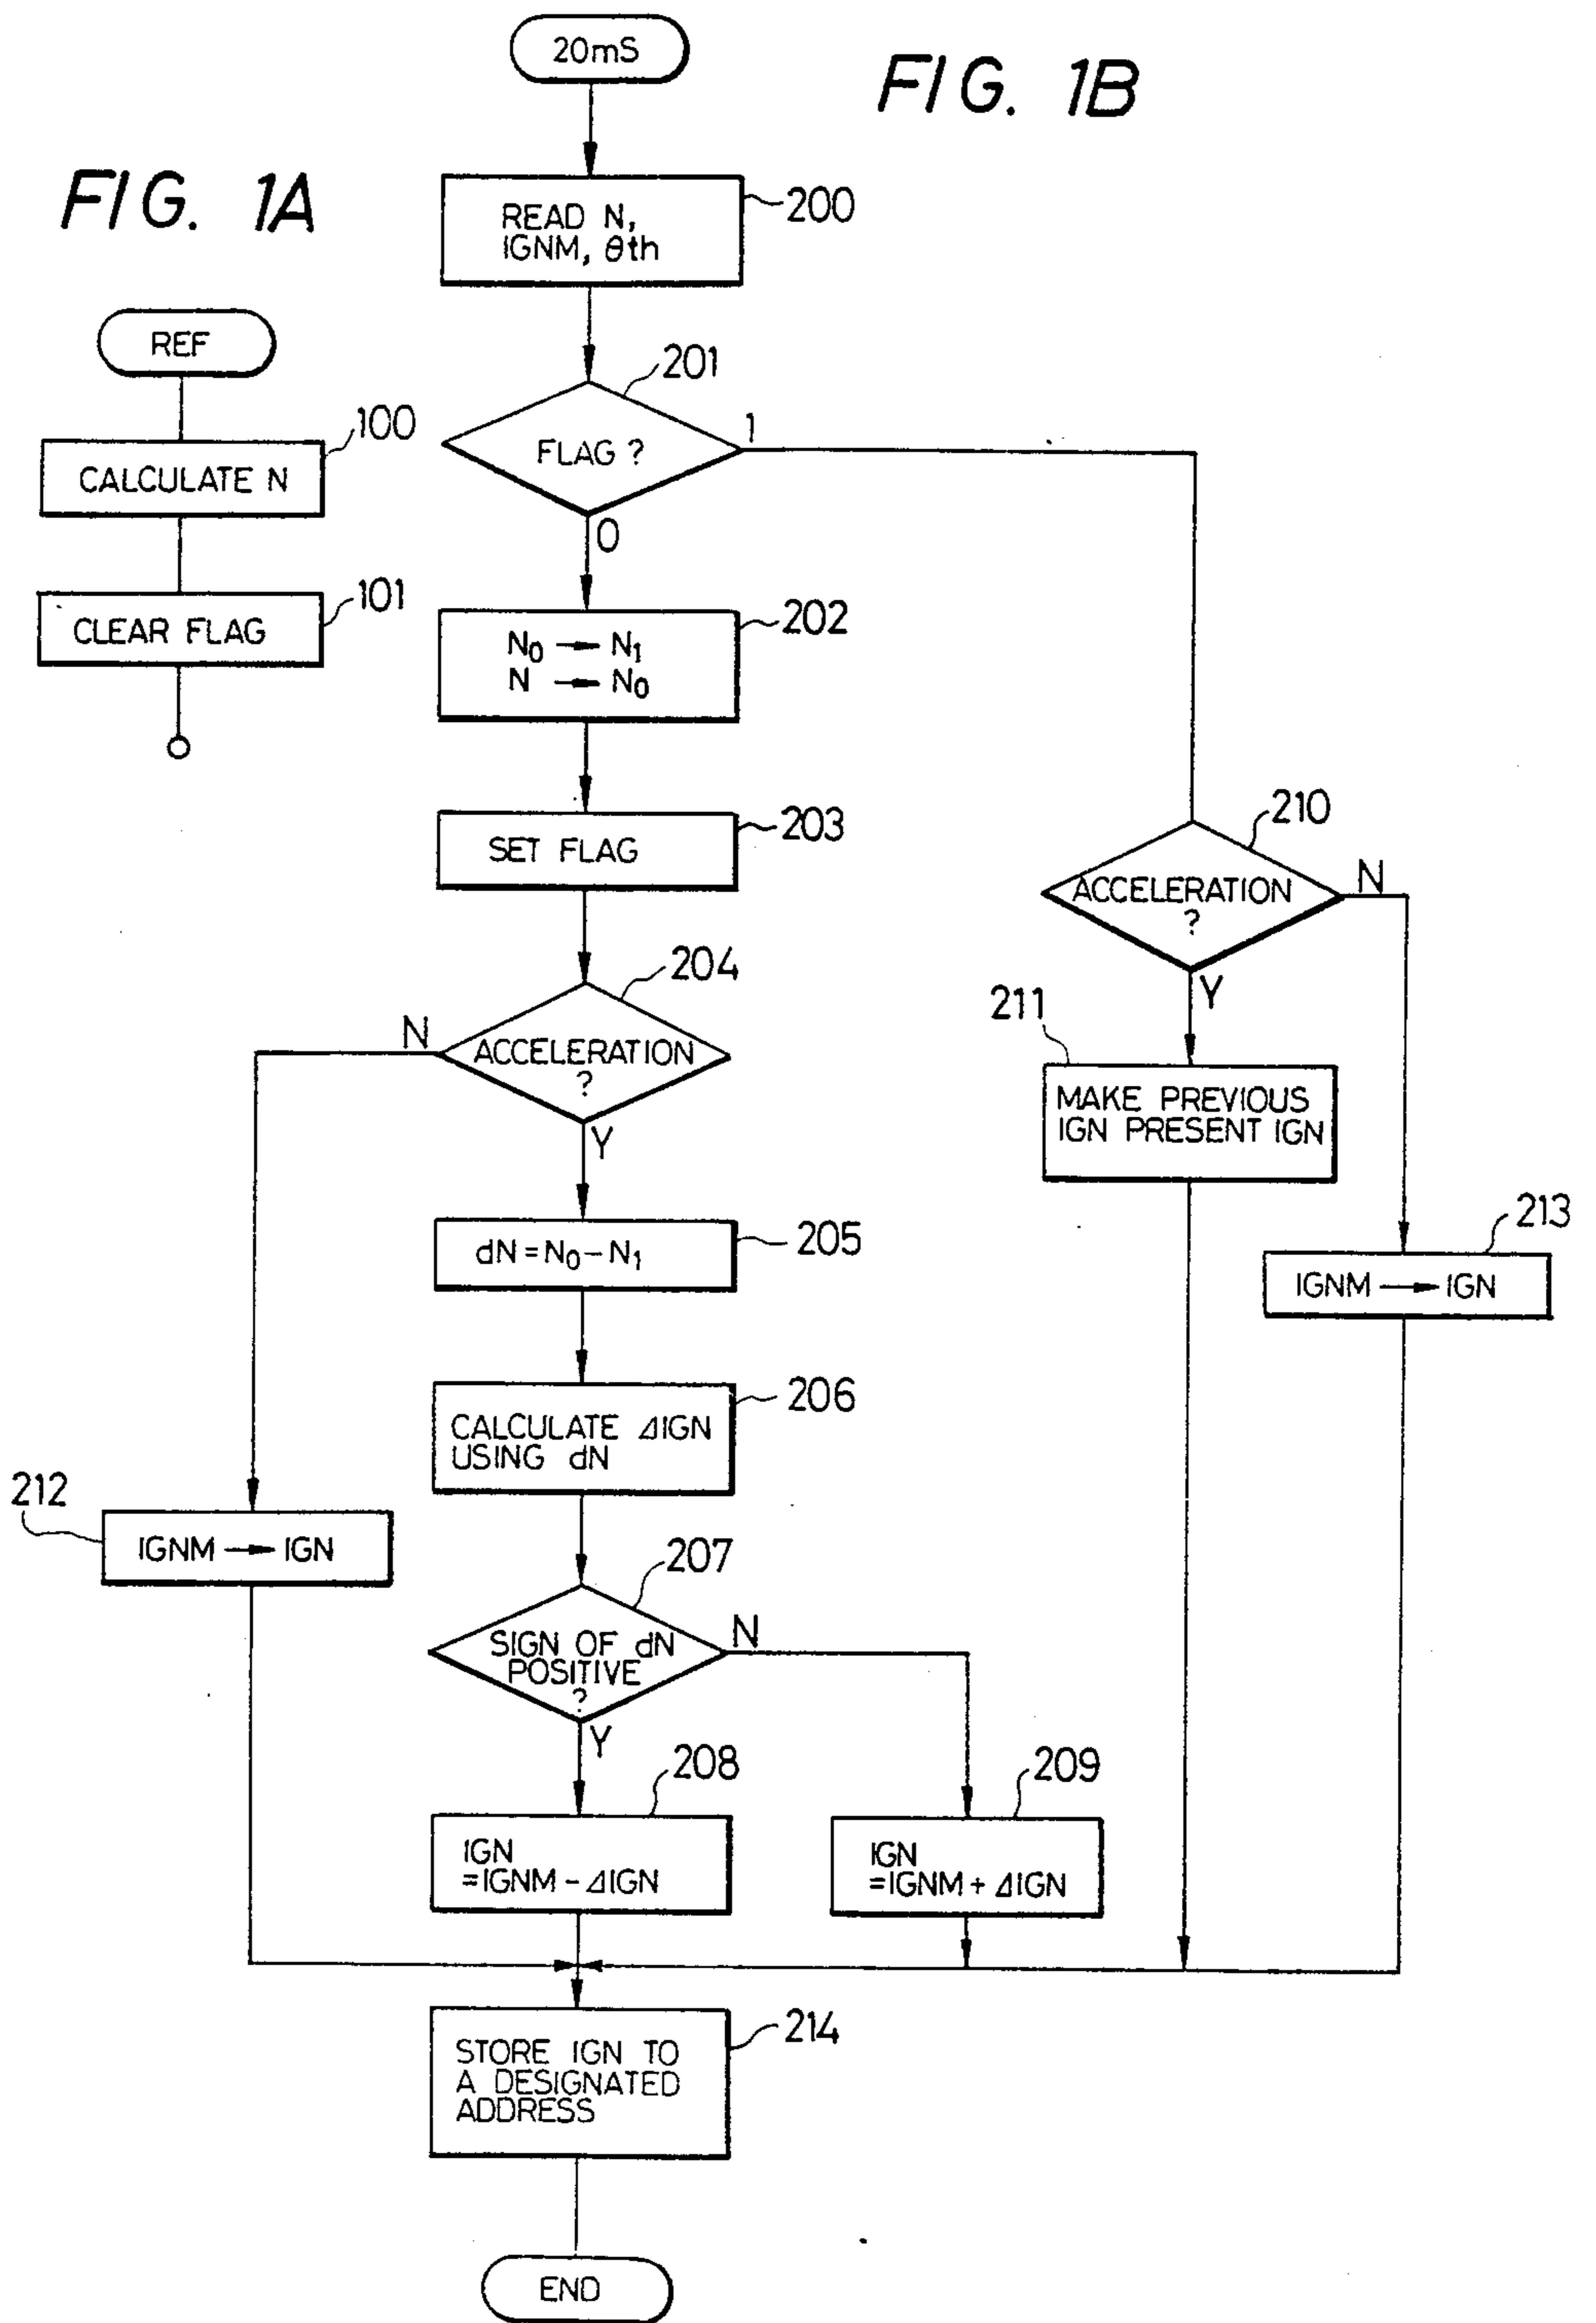 FIG. 1A
REF
100
CALCULATE N
101
CLEAR FLAG
FIG. 1B
20mS
200
READ N,
IGNM, θth
201
FLAG ?
1
0
202
N₀ → N₁
N → N₀
203
SET FLAG
204
ACCELERATION
?
N
Y
205
dN = N₀ − N₁
206
CALCULATE ΔIGN
USING dN
207
SIGN OF dN
POSITIVE
?
N
Y
208
IGN
=IGNM − ΔIGN
209
IGN
=IGNM + ΔIGN
210
ACCELERATION
?
N
Y
211
MAKE PREVIOUS
IGN PRESENT IGN
212
IGNM → IGN
213
IGNM → IGN
214
STORE IGN TO
A DESIGNATED
ADDRESS
END